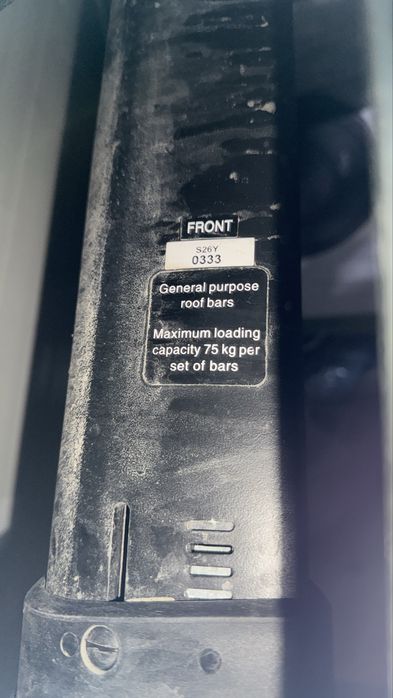 FRONT
S26Y
0333
General purpose
roof bars
Maximum loading
capacity 75 kg per
set of bars